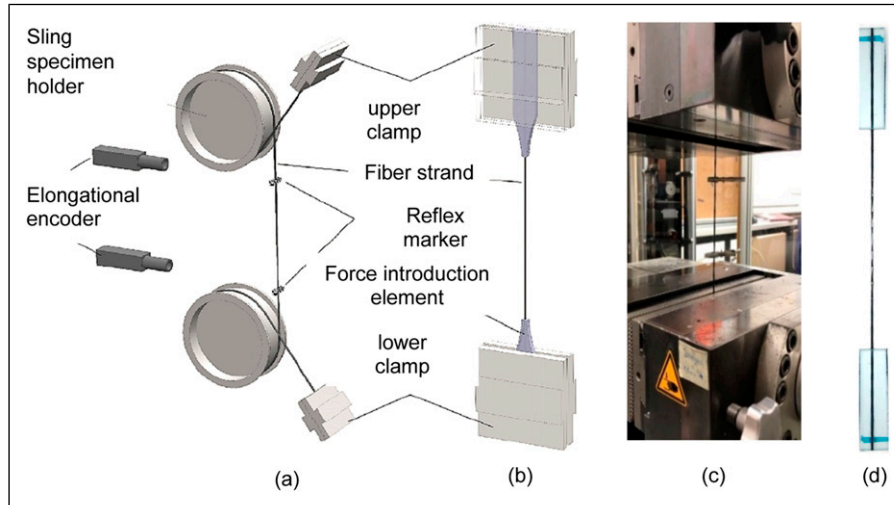 Sling
specimen
holder
Elongational
encoder
upper
clamp
Fiber strand
Reflex
marker
Force introduction
element
lower
clamp
(a)
(b)
(c)
(d)